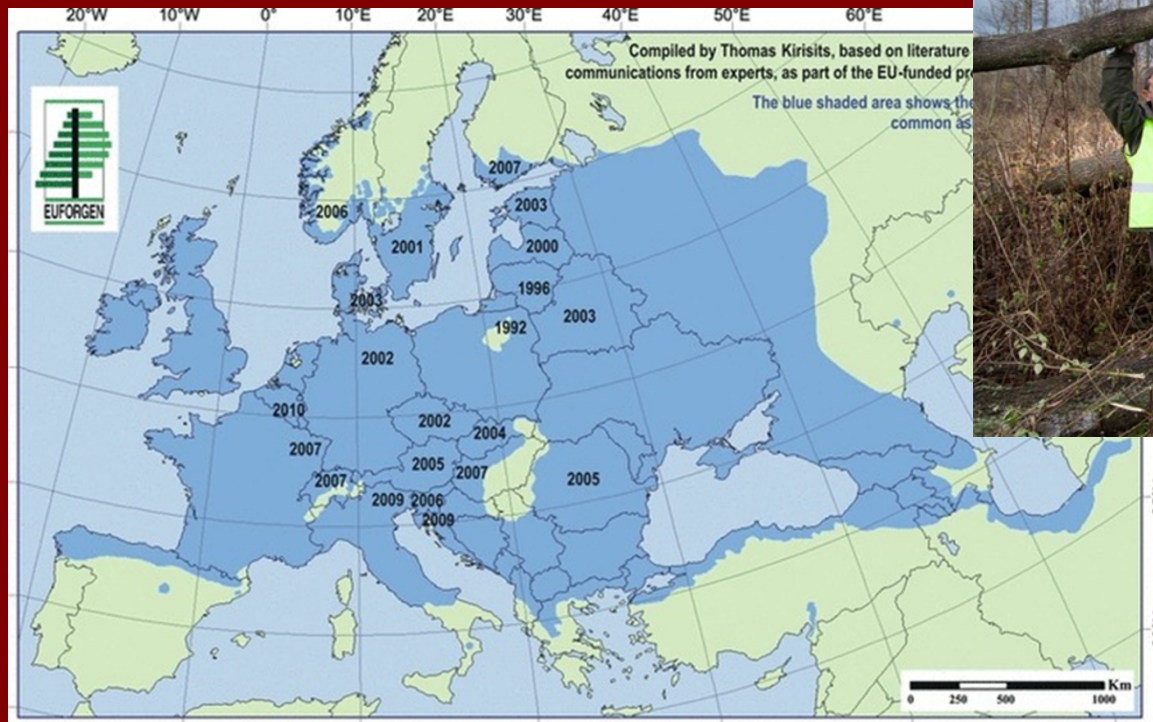 20°W
10°W
0°
10°E
20°E
30°E
40°E
50°E
60°E
Compiled by Thomas Kirisits, based on literature
communications from experts, as part of the EU-funded
The blue shaded area shows the
common
EUFORGEN
2007
2006
2003
2001
2000
2003
1996
2003
1992
2002
2010
2002
2004
2007
2005
2007
2005
2007
2009
2006
2009
Km
0
250
500
1000